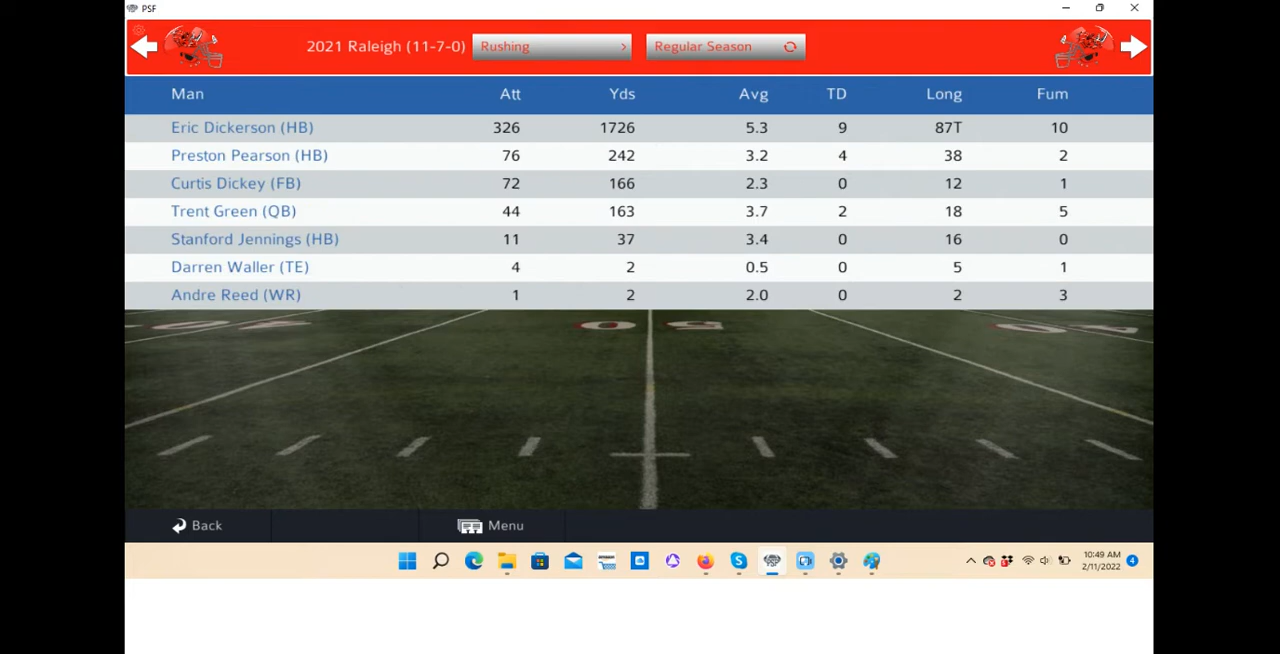 PSF
2021 Raleigh (11-7-0) Rushing > Regular Season
Man Att Yds Avg TD Long Fum
Eric Dickerson (HB) 326 1726 5.3 9 87T 10
Preston Pearson (HB) 76 242 3.2 4 38 2
Curtis Dickey (FB) 72 166 2.3 0 12 1
Trent Green (QB) 44 163 3.7 2 18 5
Stanford Jennings (HB) 11 37 3.4 0 16 0
Darren Waller (TE) 4 2 0.5 0 5 1
Andre Reed (WR) 1 2 2.0 0 2 3
Back Menu
10:49 AM
2/11/2022 4